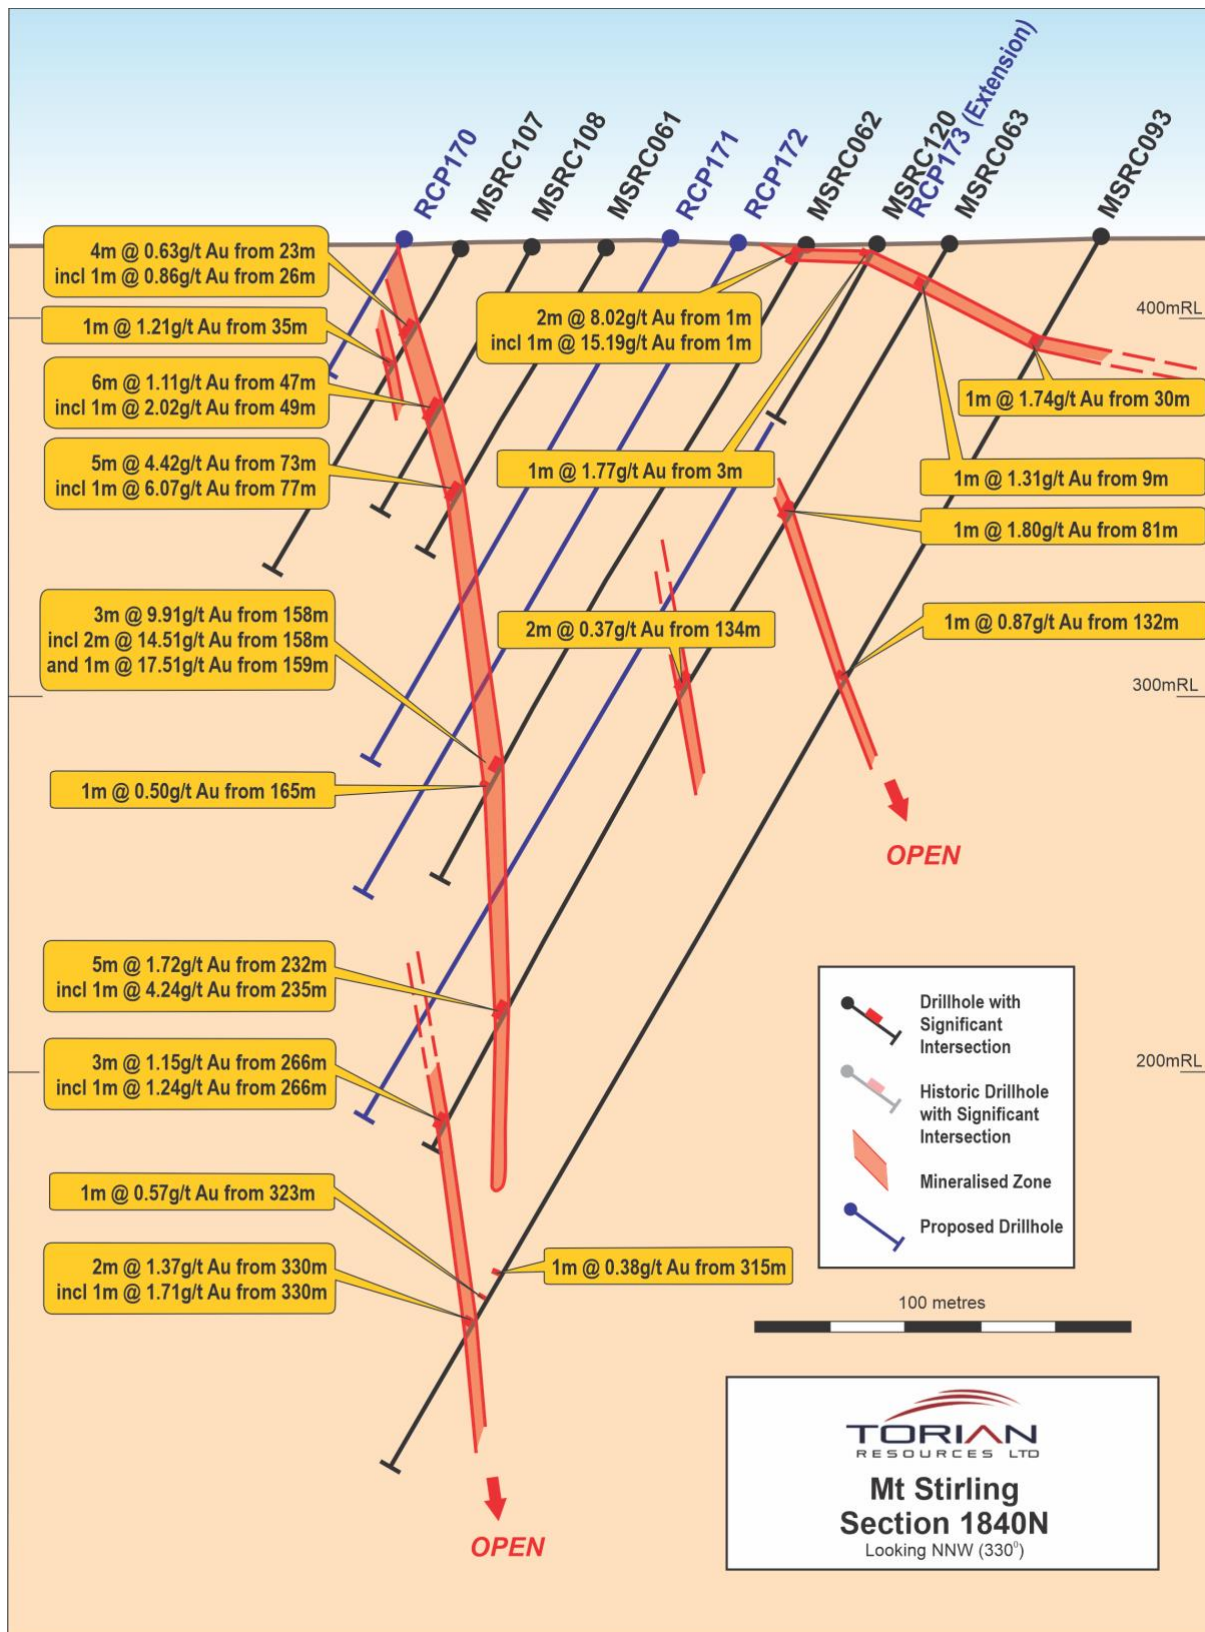 RCP170
MSRC107
MSRC108
MSRC061
RCP171
RCP172
MSRC062
MSRC120
RCP173 (Extension)
MSRC063
MSRC093
4m @ 0.63g/t Au from 23m
incl 1m @ 0.86g/t Au from 26m
1m @ 1.21g/t Au from 35m
6m @ 1.11g/t Au from 47m
incl 1m @ 2.02g/t Au from 49m
5m @ 4.42g/t Au from 73m
incl 1m @ 6.07g/t Au from 77m
2m @ 8.02g/t Au from 1m
incl 1m @ 15.19g/t Au from 1m
400mRL
1m @ 1.74g/t Au from 30m
1m @ 1.77g/t Au from 3m
1m @ 1.31g/t Au from 9m
1m @ 1.80g/t Au from 81m
3m @ 9.91g/t Au from 158m
incl 2m @ 14.51g/t Au from 158m
and 1m @ 17.51g/t Au from 159m
2m @ 0.37g/t Au from 134m
1m @ 0.87g/t Au from 132m
300mRL
1m @ 0.50g/t Au from 165m
OPEN
5m @ 1.72g/t Au from 232m
incl 1m @ 4.24g/t Au from 235m
3m @ 1.15g/t Au from 266m
incl 1m @ 1.24g/t Au from 266m
200mRL
Drillhole with
Significant
Intersection
Historic Drillhole
with Significant
Intersection
Mineralised Zone
Proposed Drillhole
1m @ 0.57g/t Au from 323m
2m @ 1.37g/t Au from 330m
incl 1m @ 1.71g/t Au from 330m
1m @ 0.38g/t Au from 315m
100 metres
OPEN
TORIAN
RESOURCES LTD
Mt Stirling
Section 1840N
Looking NNW (330⁰)